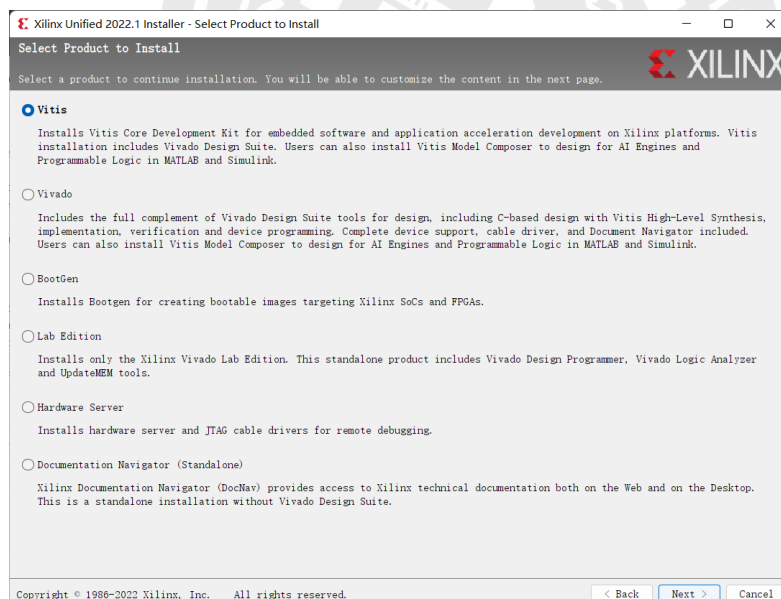 Xilinx Unified 2022.1 Installer - Select Product to Install
Select Product to Install
Select a product to continue installation. You will be able to customize the content in the next page.
XILINX
Vitis
Installs Vitis Core Development Kit for embedded software and application acceleration development on Xilinx platforms. Vitis
installation includes Vivado Design Suite. Users can also install Vitis Model Composer to design for AI Engines and
Programmable Logic in MATLAB and Simulink.
Vivado
Includes the full complement of Vivado Design Suite tools for design, including C-based design with Vitis High-Level Synthesis,
implementation, verification and device programming. Complete device support, cable driver, and Document Navigator included.
Users can also install Vitis Model Composer to design for AI Engines and Programmable Logic in MATLAB and Simulink.
BootGen
Installs Bootgen for creating bootable images targeting Xilinx SoCs and FPGAs.
Lab Edition
Installs only the Xilinx Vivado Lab Edition. This standalone product includes Vivado Design Programmer, Vivado Logic Analyzer
and UpdateMEM tools.
Hardware Server
Installs hardware server and JTAG cable drivers for remote debugging.
Documentation Navigator (Standalone)
Xilinx Documentation Navigator (DocNav) provides access to Xilinx technical documentation both on the Web and on the Desktop.
This is a standalone installation without Vivado Design Suite.
Copyright © 1986-2022 Xilinx, Inc. All rights reserved.
< Back
Next >
Cancel